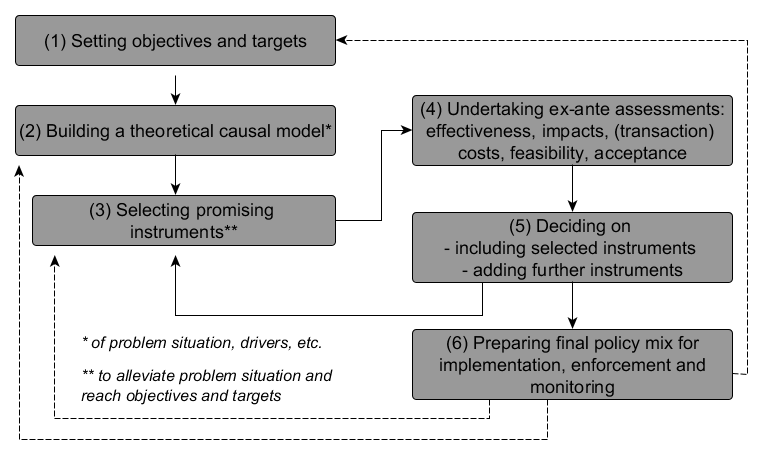 (1) Setting objectives and targets
(2) Building a theoretical causal model*
(3) Selecting promising
instruments**
(4) Undertaking ex-ante assessments:
effectiveness, impacts, (transaction)
costs, feasibility, acceptance
(5) Deciding on
- including selected instruments
- adding further instruments
(6) Preparing final policy mix for
implementation, enforcement and
monitoring
* of problem situation, drivers, etc.
** to alleviate problem situation and
reach objectives and targets